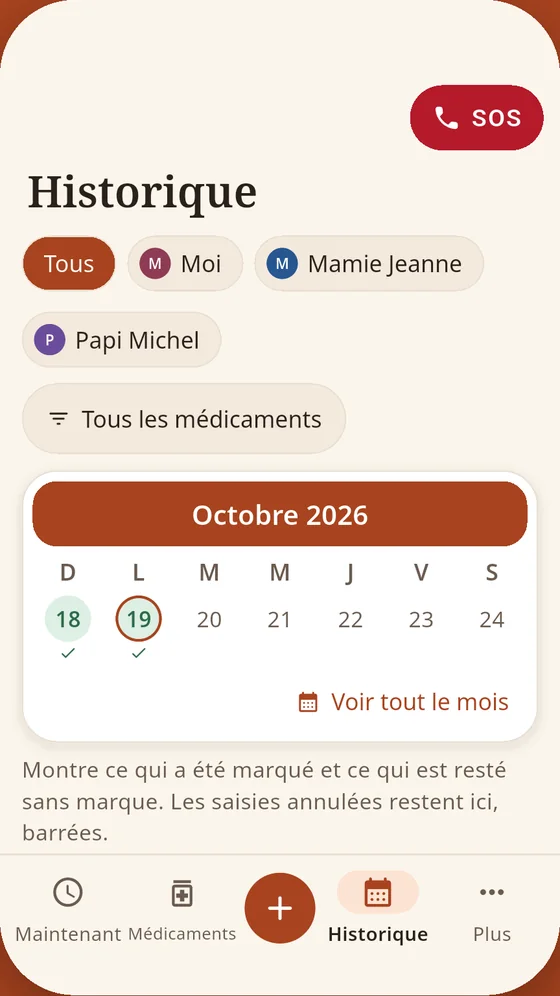 SOS
Historique
Tous
M Moi
M Mamie Jeanne
P Papi Michel
Tous les médicaments
Octobre 2026
D L M M J V S
18 19 20 21 22 23 24
Voir tout le mois
Montre ce qui a été marqué et ce qui est resté
sans marque. Les saisies annulées restent ici,
barrées.
Maintenant Médicaments Historique Plus